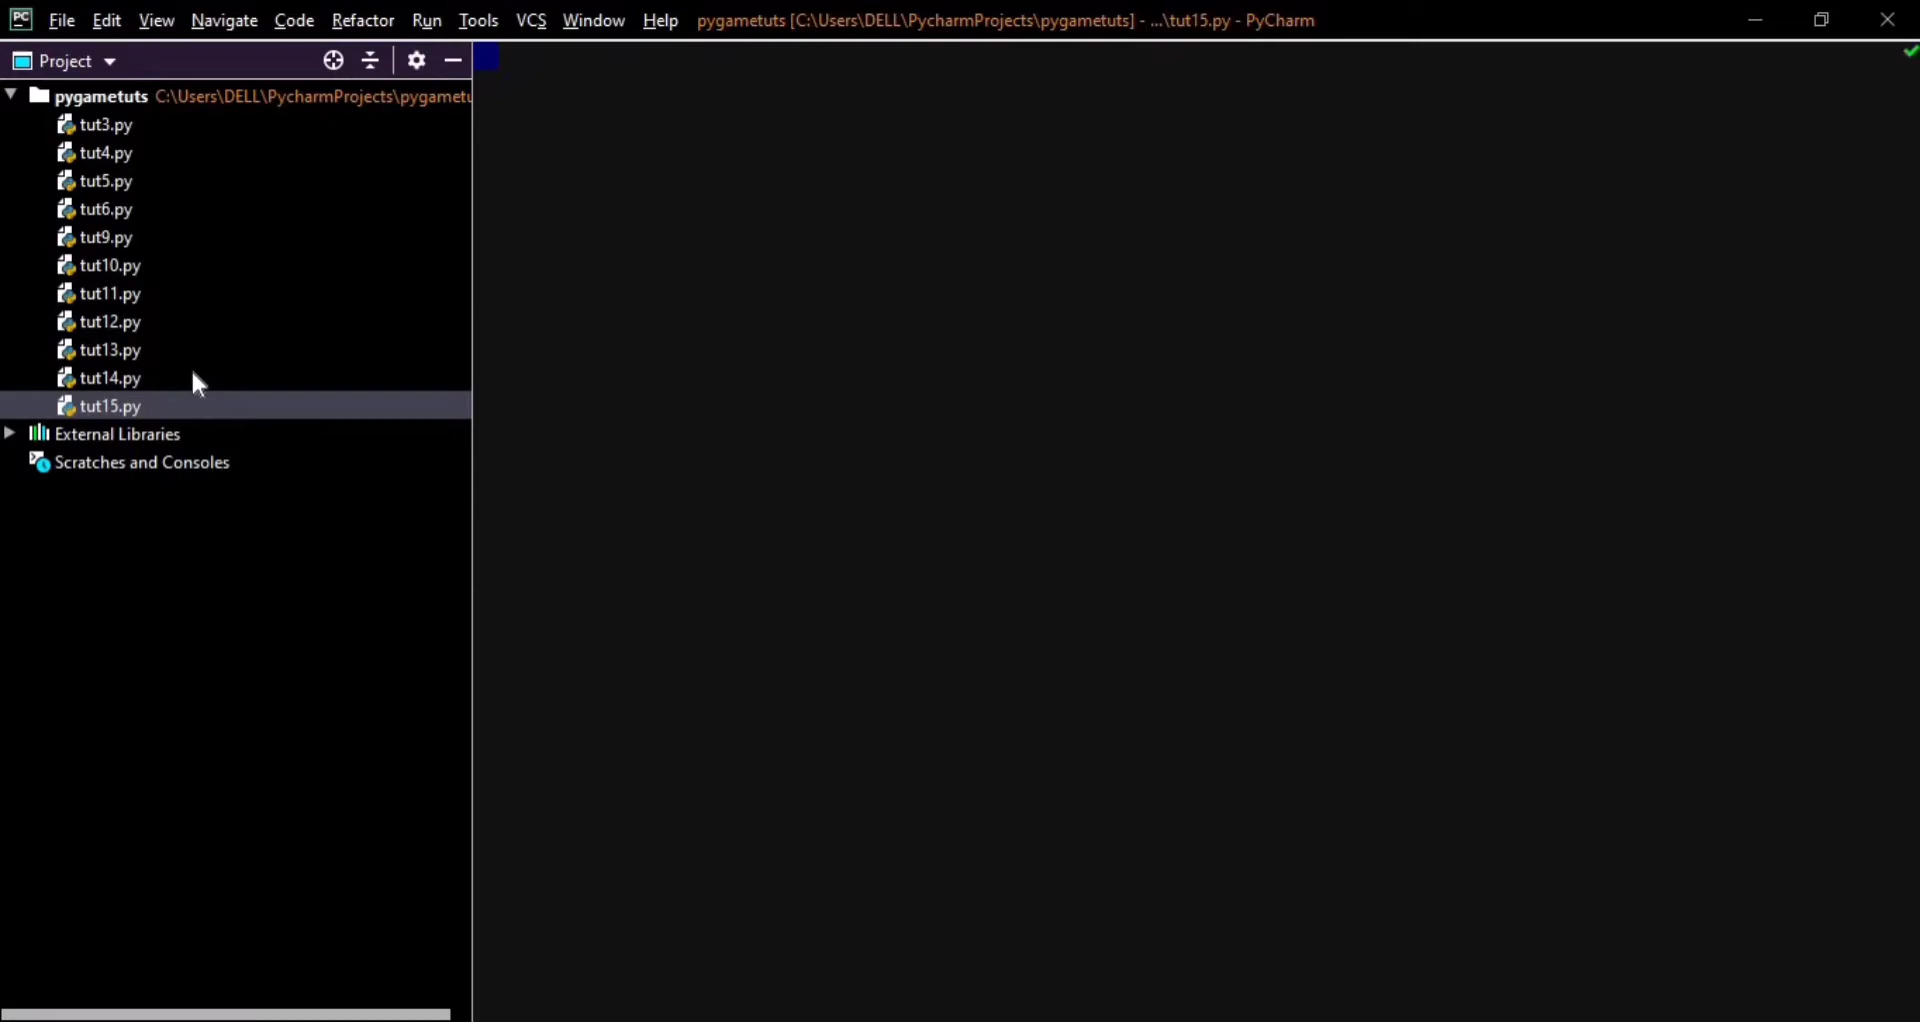 PC File Edit View Navigate Code Refactor Run Tools VCS Window Help pygametuts [C:\Users\DELL\PycharmProjects\pygametuts] - ...\tut15.py - PyCharm
Project
pygametuts C:\Users\DELL\PycharmProjects\pygametu
tut3.py
tut4.py
tut5.py
tut6.py
tut9.py
tut10.py
tut11.py
tut12.py
tut13.py
tut14.py
tut15.py
External Libraries
Scratches and Consoles